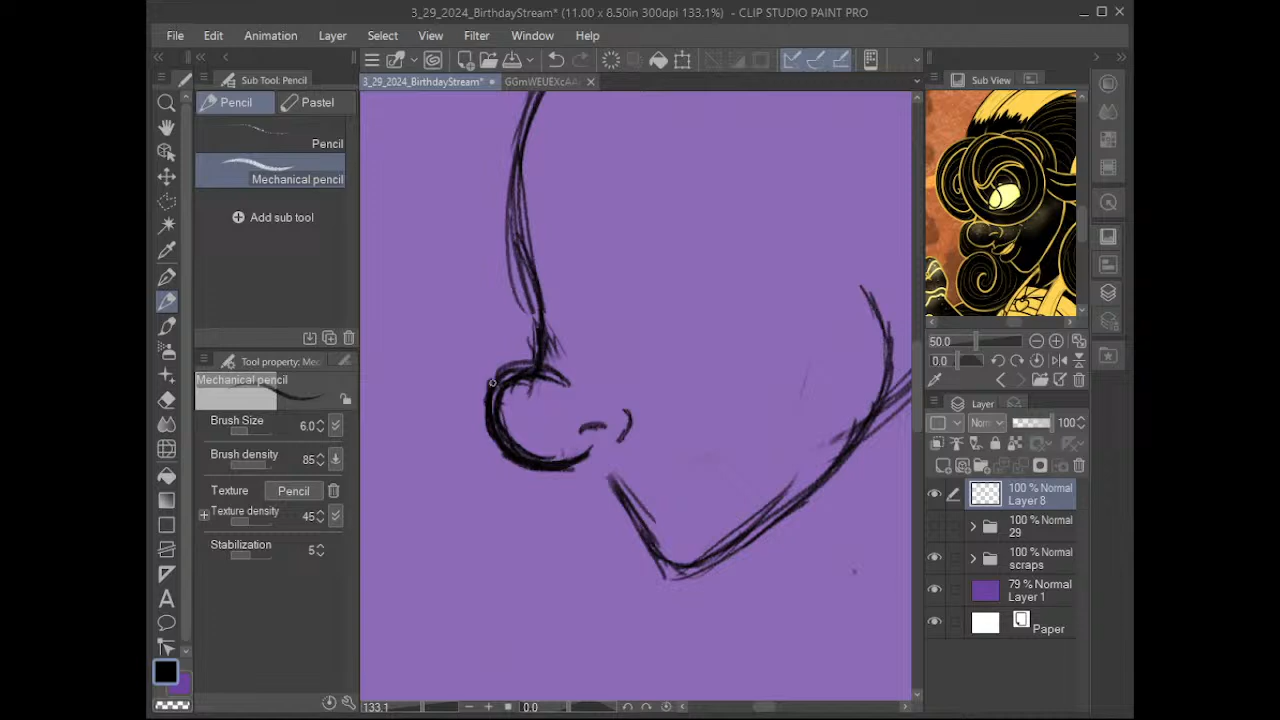 3_29_2024_BirthdayStream* (11.00 x 8.50in 300dpi 133.1%) - CLIP STUDIO PAINT PRO
File Edit Animation Layer Select View Filter Window Help
Sub Tool: Pencil
3_29_2024_BirthdayStream*
GGmWEUEXcAA
Sub View
Pencil
Pastel
Pencil
Mechanical pencil
Add sub tool
Tool property: Mec
Mechanical pencil
Brush Size 6.0
Brush density 85
Texture Pencil
Texture density 45
Stabilization 5
50.0
0.0
Layer
Norm 100
100 % Normal
Layer 8
100 % Normal
29
100 % Normal
scraps
79 % Normal
Layer 1
Paper
133.1
0.0